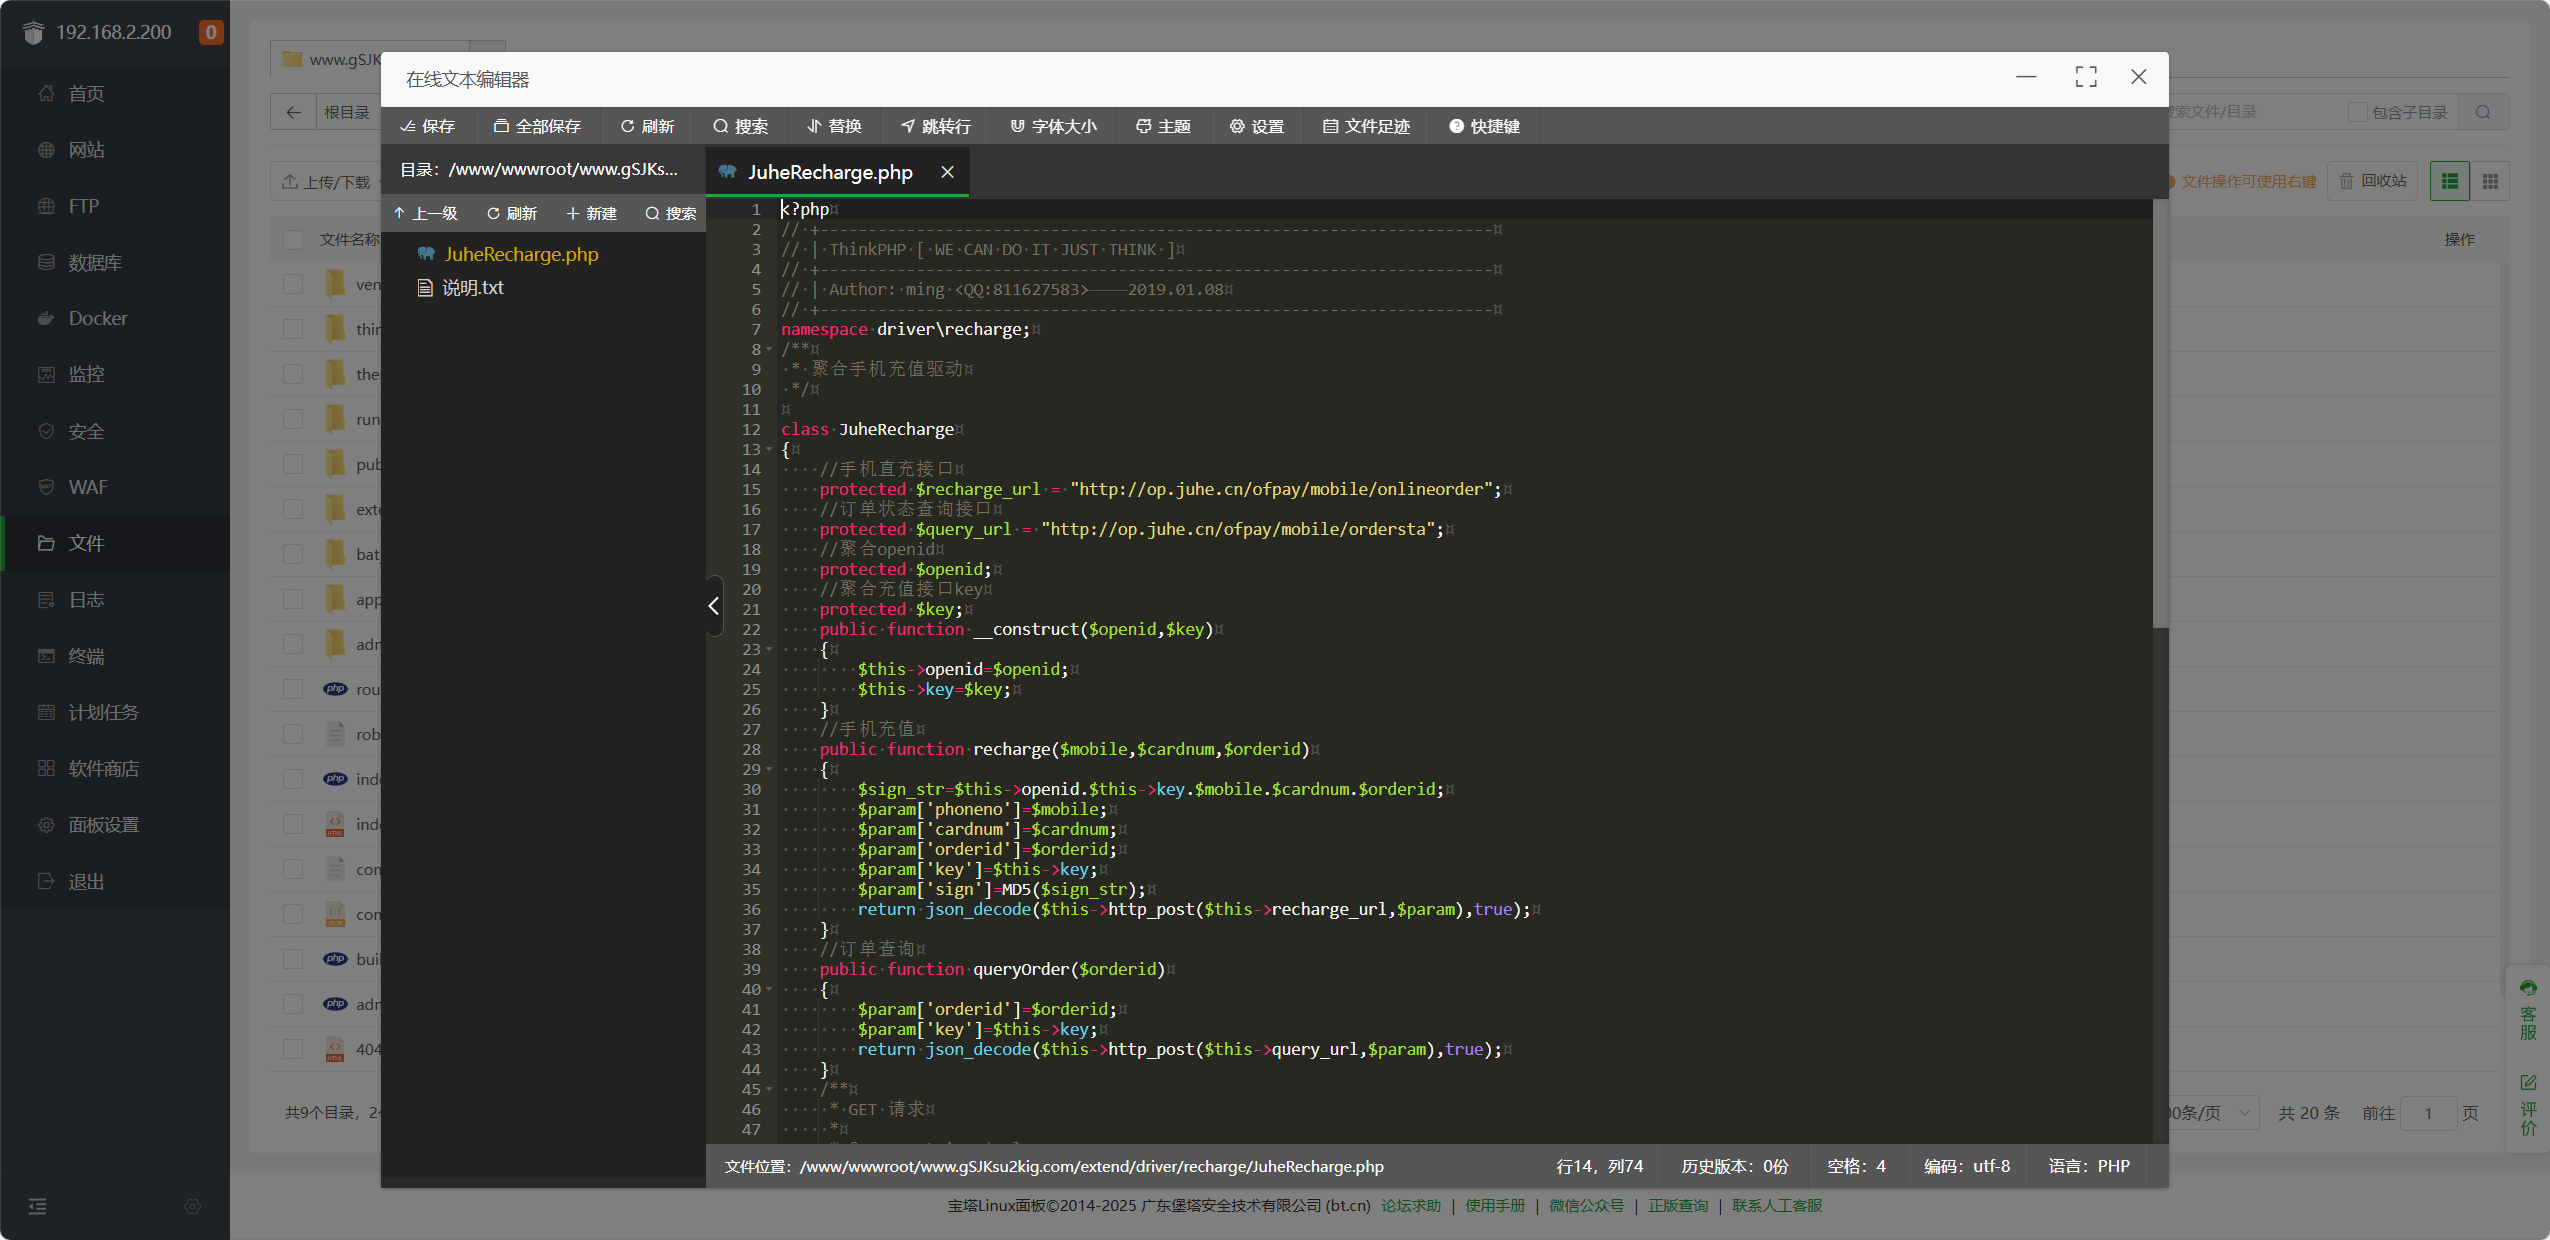 192.168.2.200 0
首页
网站
FTP
数据库
Docker
监控
安全
WAF
文件
日志
终端
计划任务
软件商店
面板设置
退出
www.gSJK
根目录
上传/下载
文件名称
ven
thin
the
run
pub
exte
bat
app
adn
rou
rob
inde
inde
con
con
buil
adn
404
共9个目录，2
在线文本编辑器
保存 全部保存 刷新 搜索 替换 跳转行 字体大小 主题 设置 文件足迹 快捷键
目录：/www/wwwroot/www.gSJKs...
上一级 刷新 新建 搜索
JuheRecharge.php
说明.txt
JuheRecharge.php
1 <?php
2 // +----------------------------------------------------------------------
3 // | ThinkPHP [ WE CAN DO IT JUST THINK ]
4 // +----------------------------------------------------------------------
5 // | Author: ming <QQ:811627583>————2019.01.08
6 // +----------------------------------------------------------------------
7 namespace driver\recharge;
8 /**
9 * 聚合手机充值驱动
10 */
11
12 class JuheRecharge
13 {
14 //手机直充接口
15 protected $recharge_url = "http://op.juhe.cn/ofpay/mobile/onlineorder";
16 //订单状态查询接口
17 protected $query_url = "http://op.juhe.cn/ofpay/mobile/ordersta";
18 //聚合openid
19 protected $openid;
20 //聚合充值接口key
21 protected $key;
22 public function __construct($openid,$key)
23 {
24 $this->openid=$openid;
25 $this->key=$key;
26 }
27 //手机充值
28 public function recharge($mobile,$cardnum,$orderid)
29 {
30 $sign_str=$this->openid.$this->key.$mobile.$cardnum.$orderid;
31 $param['phoneno']=$mobile;
32 $param['cardnum']=$cardnum;
33 $param['orderid']=$orderid;
34 $param['key']=$this->key;
35 $param['sign']=MD5($sign_str);
36 return json_decode($this->http_post($this->recharge_url,$param),true);
37 }
38 //订单查询
39 public function queryOrder($orderid)
40 {
41 $param['orderid']=$orderid;
42 $param['key']=$this->key;
43 return json_decode($this->http_post($this->query_url,$param),true);
44 }
45 /**
46 * GET 请求
47 *
文件位置：/www/wwwroot/www.gSJKsu2kig.com/extend/driver/recharge/JuheRecharge.php 行14，列74 历史版本：0份 空格：4 编码：utf-8 语言：PHP
搜索文件/目录 包含子目录
文件操作可使用右键 回收站
操作
0条/页 共 20 条 前往 1 页
客服
评价
宝塔Linux面板©2014-2025 广东堡塔安全技术有限公司 (bt.cn) 论坛求助 | 使用手册 | 微信公众号 | 正版查询 | 联系人工客服